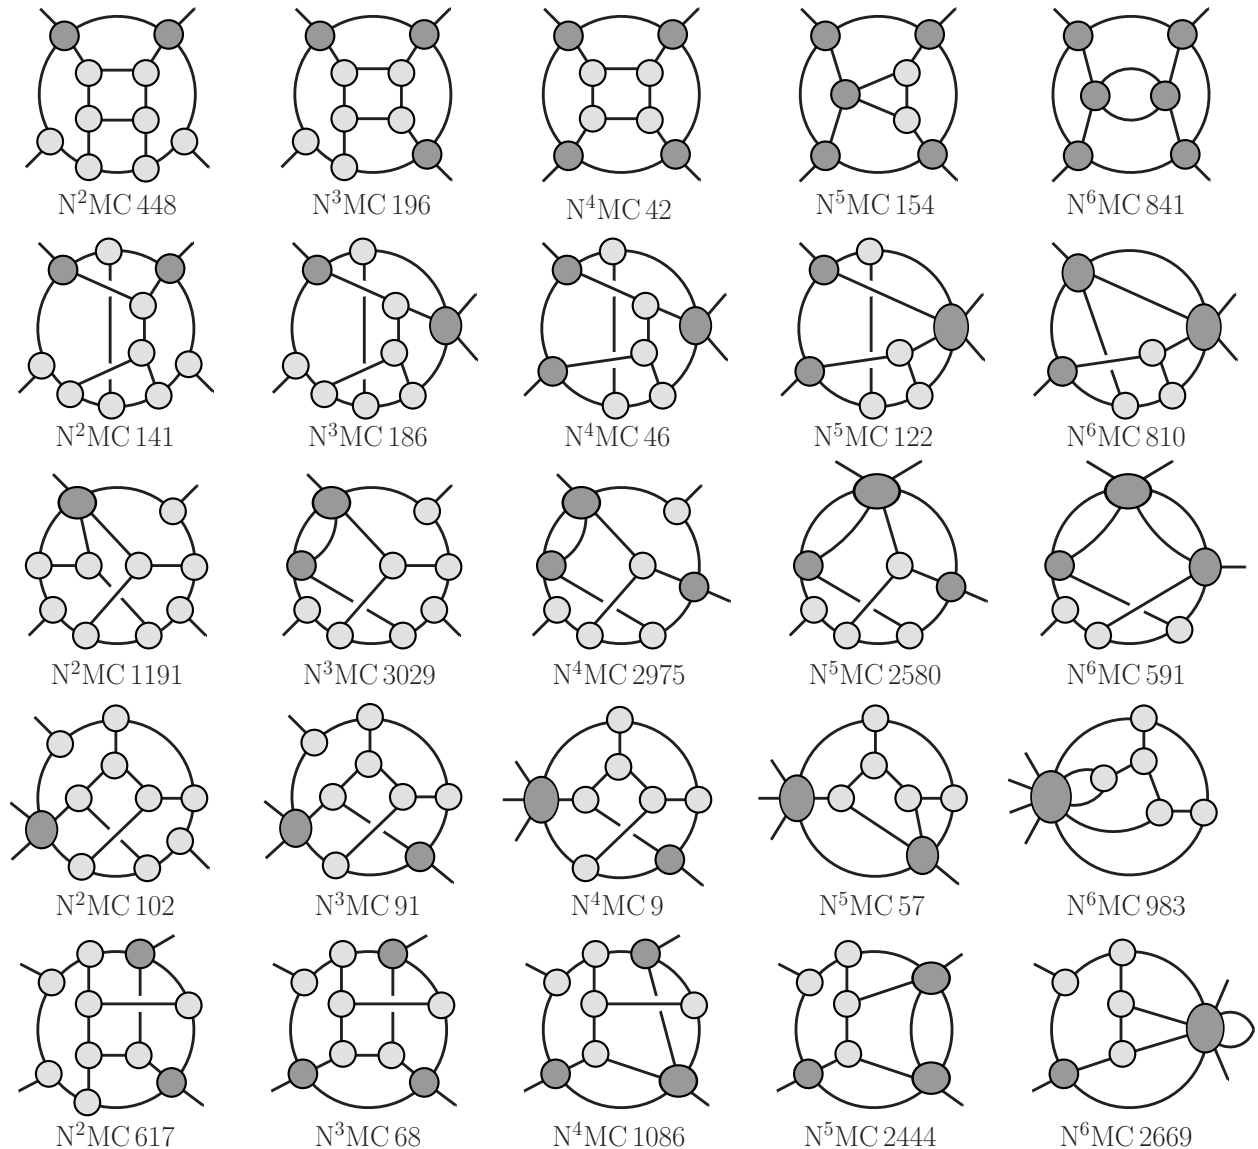 N²MC 448
N³MC 196
N⁴MC 42
N⁵MC 154
N⁶MC 841
N²MC 141
N³MC 186
N⁴MC 46
N⁵MC 122
N⁶MC 810
N²MC 1191
N³MC 3029
N⁴MC 2975
N⁵MC 2580
N⁶MC 591
N²MC 102
N³MC 91
N⁴MC 9
N⁵MC 57
N⁶MC 983
N²MC 617
N³MC 68
N⁴MC 1086
N⁵MC 2444
N⁶MC 2669